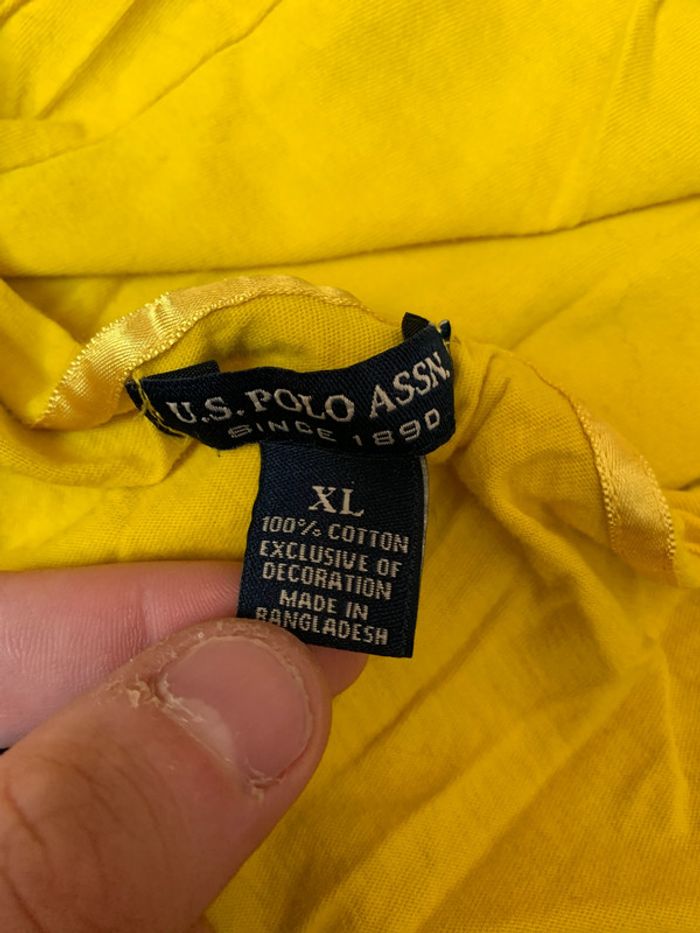 U.S. POLO ASSN.
SINCE 1890
XL
100% COTTON
EXCLUSIVE OF
DECORATION
MADE IN
BANGLADESH